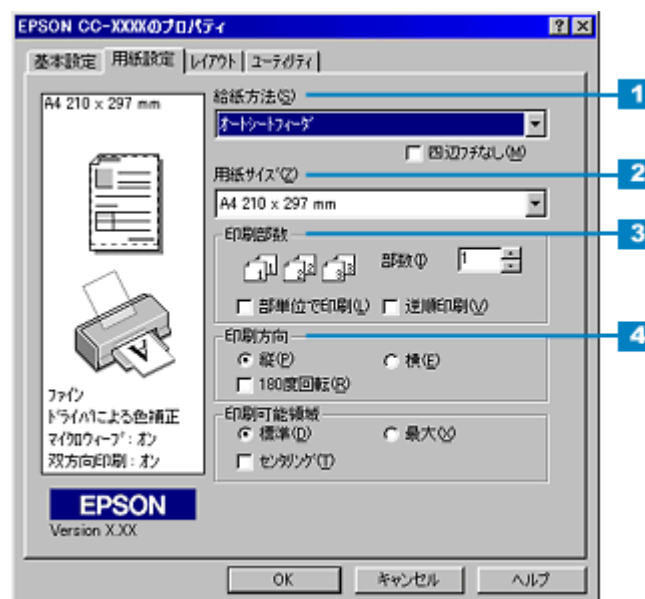 EPSON CC-XXXXのプロパティ
基本設定 用紙設定 レイアウト ユーティリティ
A4 210 x 297 mm
ファイン
ドライバによる色補正
マイクロウィーブ：オン
双方向印刷：オン
EPSON
Version X.XX
給紙方法(S)
1
オートシートフィーダ
四辺フチなし(M)
用紙サイズ(Z)
2
A4 210 x 297 mm
印刷部数
3
部数(I)
1
部単位で印刷(L) 逆順印刷(V)
印刷方向
4
縦(P) 横(E)
180度回転(R)
印刷可能領域
標準(D) 最大(X)
センタリング(T)
OK キャンセル ヘルプ